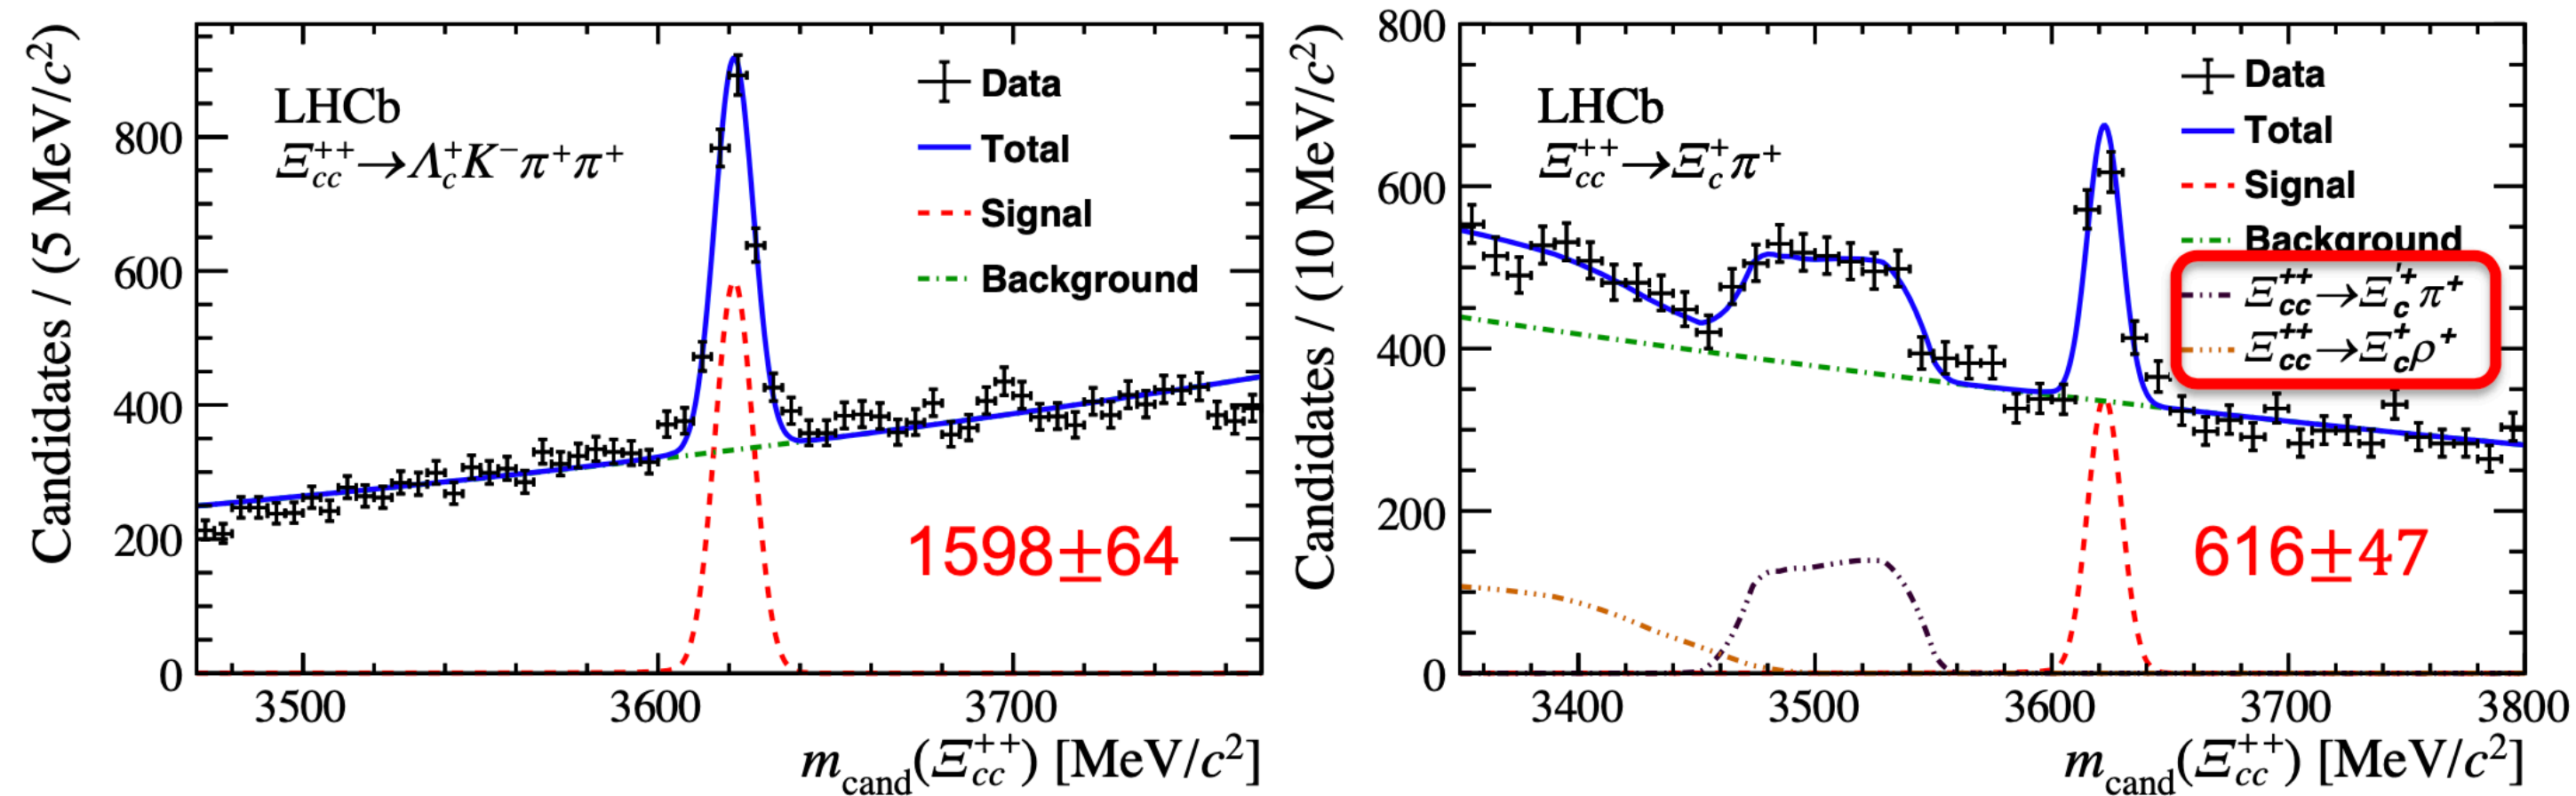 Candidates / (5 MeV/c²)
800
600
400
200
0
LHCb
Ξcc⁺⁺→Λc⁺K⁻π⁺π⁺
Data
Total
Signal
Background
1598±64
3500
3600
3700
mcand(Ξcc⁺⁺) [MeV/c²]
Candidates / (10 MeV/c²)
800
600
400
200
0
LHCb
Ξcc⁺⁺→Ξc⁺π⁺
Data
Total
Signal
Background
Ξcc⁺⁺→Ξc'⁺π⁺
Ξcc⁺⁺→Ξc⁺ρ⁺
616±47
3400
3500
3600
3700
3800
mcand(Ξcc⁺⁺) [MeV/c²]